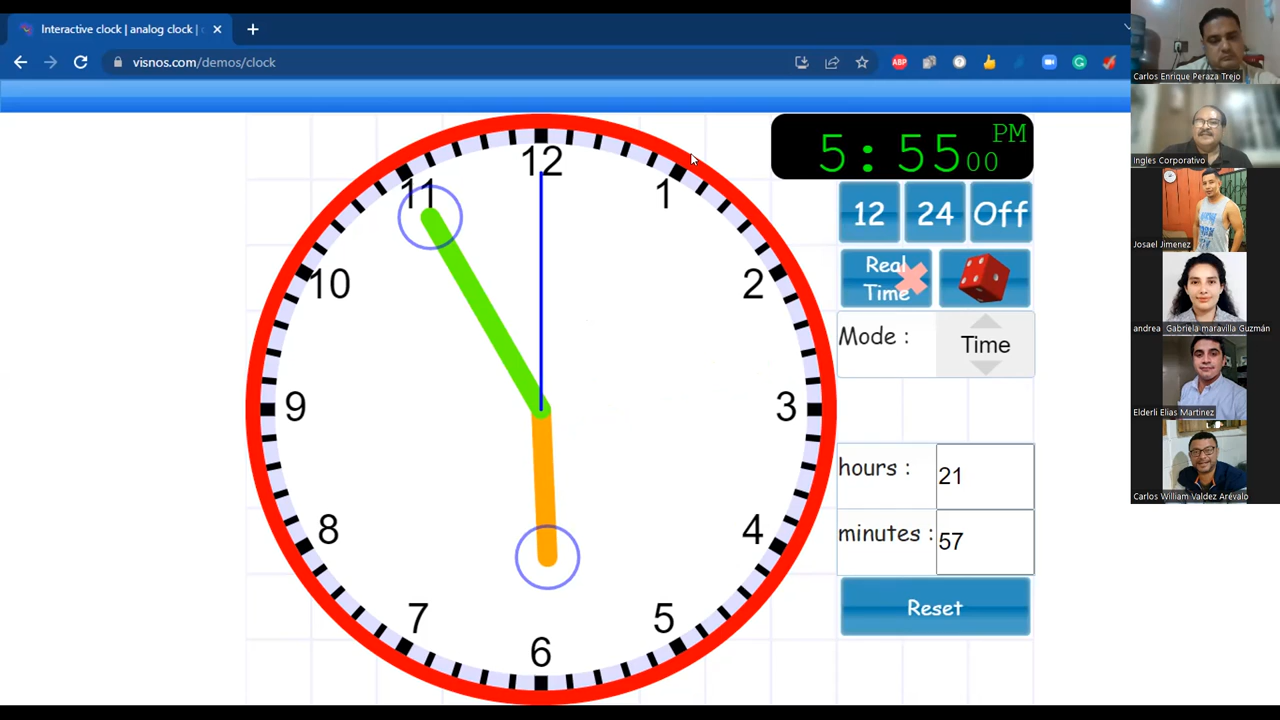 Interactive clock | analog clock |
visnos.com/demos/clock
ABP
12
1
2
3
4
5
6
7
8
9
10
11
5:55 00 PM
12 24 Off
Real
Time
Mode : Time
hours : 21
minutes : 57
Reset
Carlos Enrique Peraza Trejo
Ingles Corporativo
Josael Jimenez
andrea Gabriela maravilla Guzmán
Elderli Elias Martinez
Carlos William Valdez Arévalo